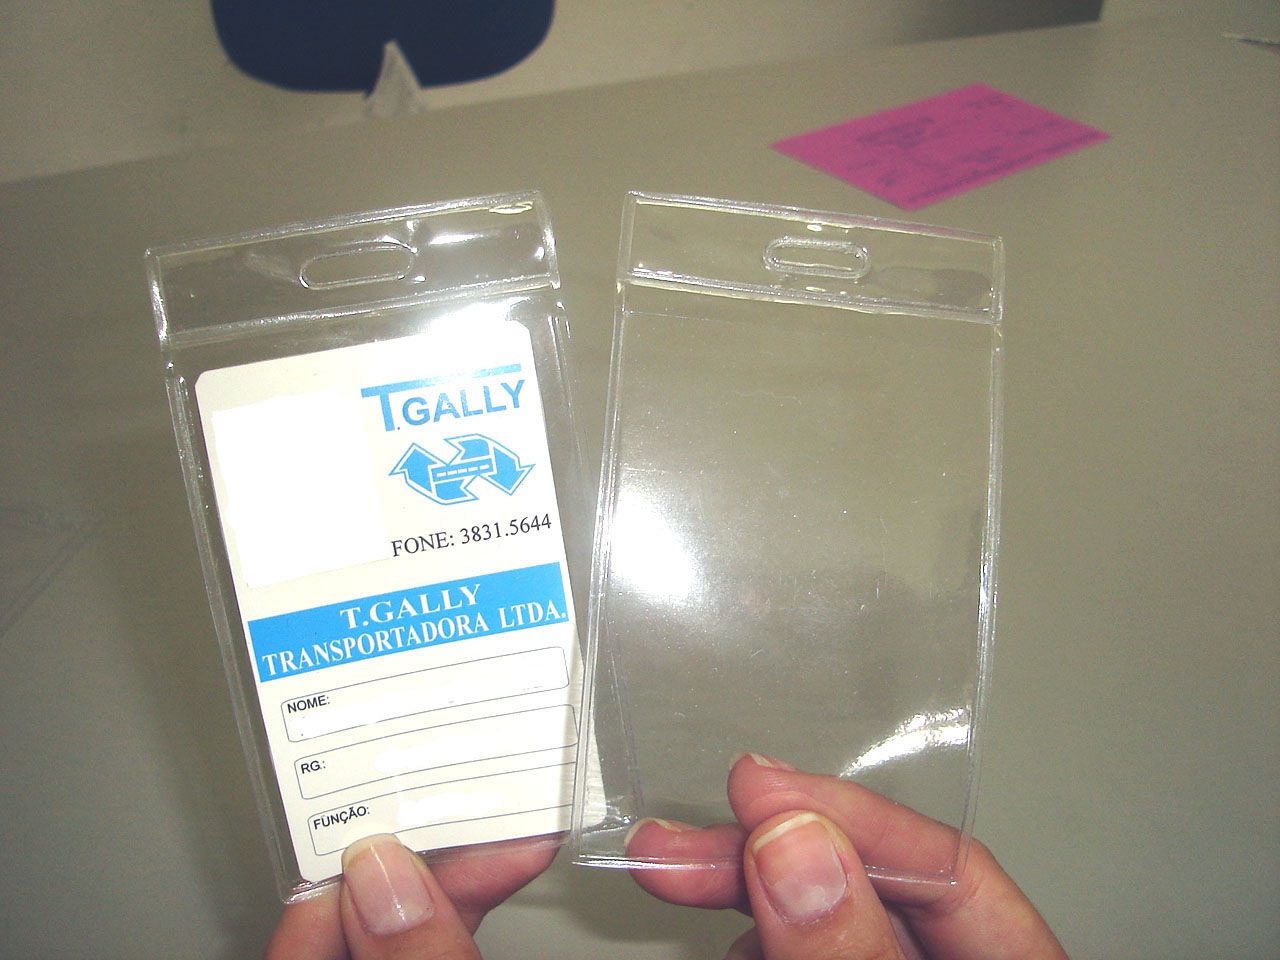 T.GALLY
FONE: 3831.5644
T.GALLY
TRANSPORTADORA LTDA.
NOME:
RG.:
FUNÇÃO: